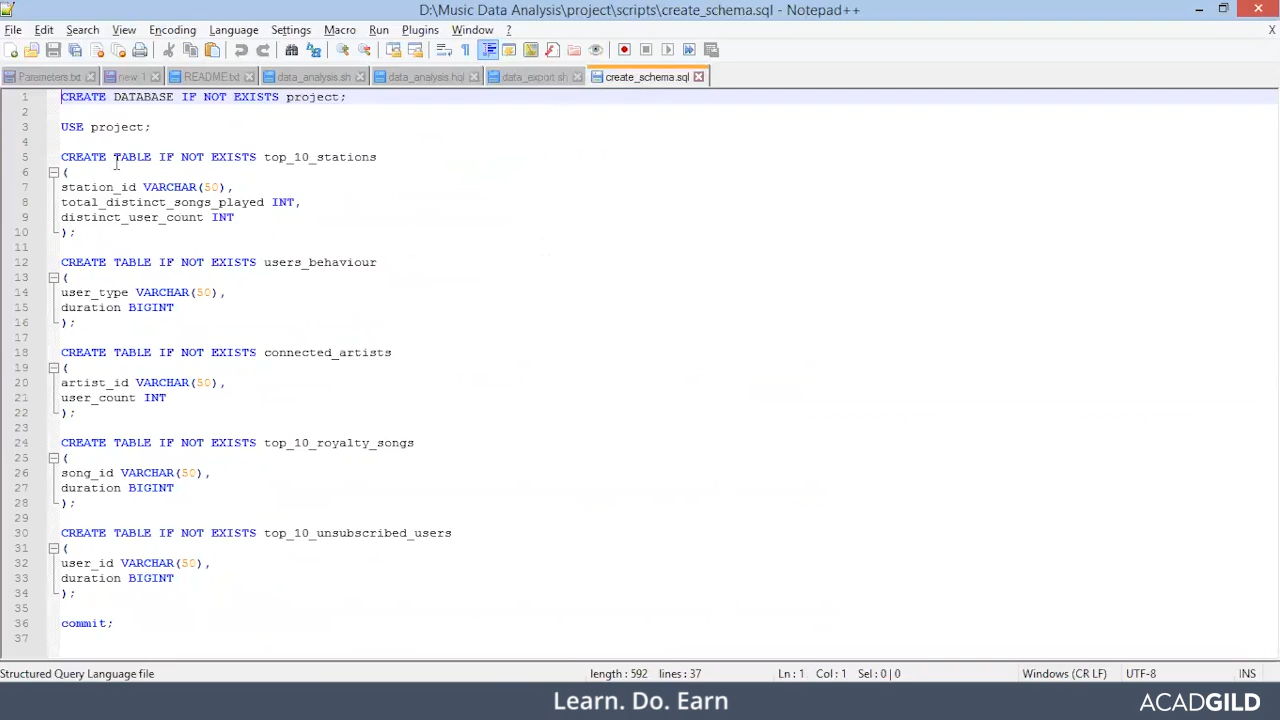 D:\Music Data Analysis\project\scripts\create_schema.sql - Notepad++
File Edit Search View Encoding Language Settings Macro Run Plugins Window ? X
Parameters.txt new 1 README.txt data_analysis.sh data_analysis.hql data_export.sh create_schema.sql
1 CREATE DATABASE IF NOT EXISTS project;
2
3 USE project;
4
5 CREATE TABLE IF NOT EXISTS top_10_stations
6 (
7 station_id VARCHAR(50),
8 total_distinct_songs_played INT,
9 distinct_user_count INT
10 );
11
12 CREATE TABLE IF NOT EXISTS users_behaviour
13 (
14 user_type VARCHAR(50),
15 duration BIGINT
16 );
17
18 CREATE TABLE IF NOT EXISTS connected_artists
19 (
20 artist_id VARCHAR(50),
21 user_count INT
22 );
23
24 CREATE TABLE IF NOT EXISTS top_10_royalty_songs
25 (
26 song_id VARCHAR(50),
27 duration BIGINT
28 );
29
30 CREATE TABLE IF NOT EXISTS top_10_unsubscribed_users
31 (
32 user_id VARCHAR(50),
33 duration BIGINT
34 );
35
36 commit;
37
Structured Query Language file length : 592 lines : 37 Ln : 1 Col : 1 Sel : 0 | 0 Windows (CR LF) UTF-8 INS
Learn. Do. Earn
ACADGILD